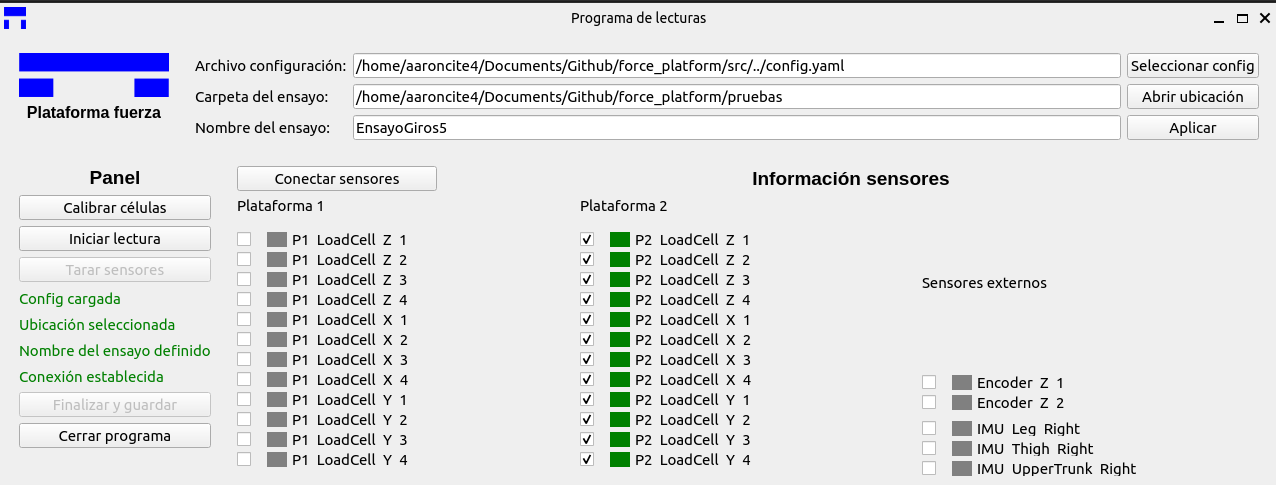 Programa de lecturas
Plataforma fuerza
Archivo configuración: /home/aaroncite4/Documents/Github/force_platform/src/../config.yaml Seleccionar config
Carpeta del ensayo: /home/aaroncite4/Documents/Github/force_platform/pruebas Abrir ubicación
Nombre del ensayo: EnsayoGiros5 Aplicar
Panel
Calibrar células
Iniciar lectura
Tarar sensores
Config cargada
Ubicación seleccionada
Nombre del ensayo definido
Conexión establecida
Finalizar y guardar
Cerrar programa
Conectar sensores
Información sensores
Plataforma 1
P1 LoadCell Z 1
P1 LoadCell Z 2
P1 LoadCell Z 3
P1 LoadCell Z 4
P1 LoadCell X 1
P1 LoadCell X 2
P1 LoadCell X 3
P1 LoadCell X 4
P1 LoadCell Y 1
P1 LoadCell Y 2
P1 LoadCell Y 3
P1 LoadCell Y 4
Plataforma 2
P2 LoadCell Z 1
P2 LoadCell Z 2
P2 LoadCell Z 3
P2 LoadCell Z 4
P2 LoadCell X 1
P2 LoadCell X 2
P2 LoadCell X 3
P2 LoadCell X 4
P2 LoadCell Y 1
P2 LoadCell Y 2
P2 LoadCell Y 3
P2 LoadCell Y 4
Sensores externos
Encoder Z 1
Encoder Z 2
IMU Leg Right
IMU Thigh Right
IMU UpperTrunk Right